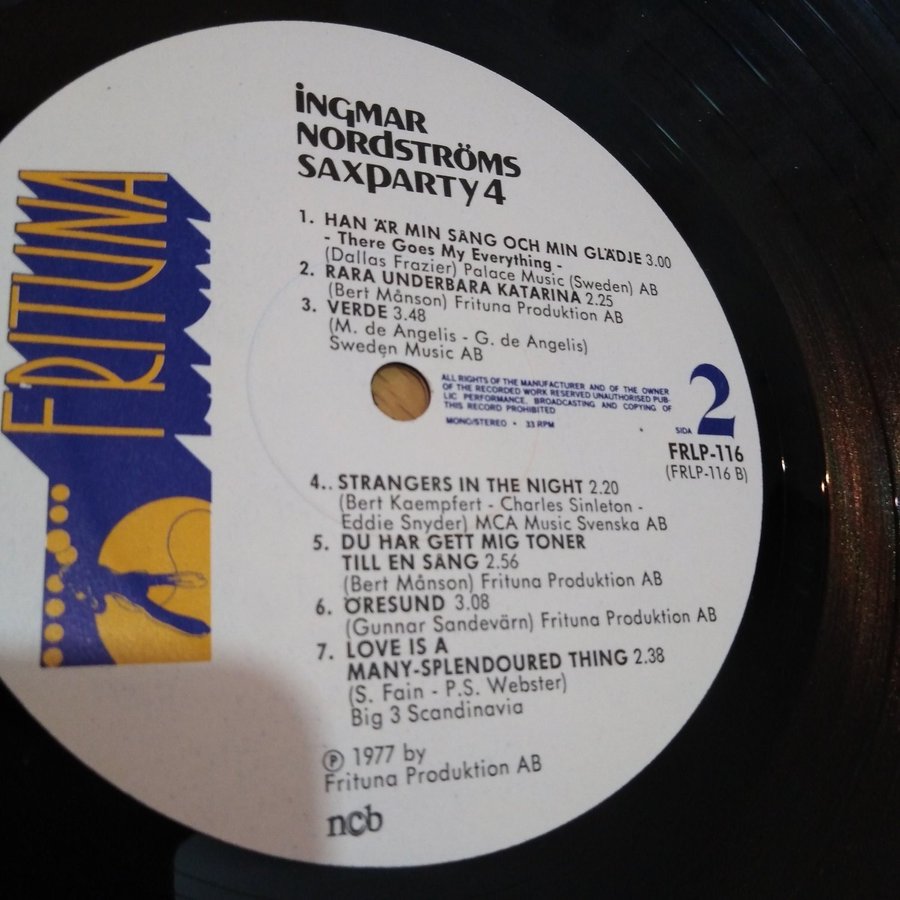 FRITUNA
INGMAR
NORDSTRÖMS
SAXPARTY 4
1. HAN ÄR MIN SÅNG OCH MIN GLÄDJE 3.00
- There Goes My Everything -
(Dallas Frazier) Palace Music (Sweden) AB
2. RARA UNDERBARA KATARINA 2.25
(Bert Månson) Frituna Produktion AB
3. VERDE 3.48
(M. de Angelis - G. de Angelis)
Sweden Music AB
ALL RIGHTS OF THE MANUFACTURER AND OF THE OWNER
OF THE RECORDED WORK RESERVED UNAUTHORISED PUB-
LIC PERFORMANCE, BROADCASTING AND COPYING OF
THIS RECORD PROHIBITED
MONO/STEREO • 33 RPM
SIDA 2
FRLP-116
(FRLP-116 B)
4.. STRANGERS IN THE NIGHT 2.20
(Bert Kaempfert - Charles Sinleton -
Eddie Snyder) MCA Music Svenska AB
5. DU HAR GETT MIG TONER
TILL EN SÅNG 2.56
(Bert Månson) Frituna Produktion AB
6. ÖRESUND 3.08
(Gunnar Sandevärn) Frituna Produktion AB
7. LOVE IS A
MANY-SPLENDOURED THING 2.38
(S. Fain - P.S. Webster)
Big 3 Scandinavia
Ⓟ 1977 by
Frituna Produktion AB
ncb